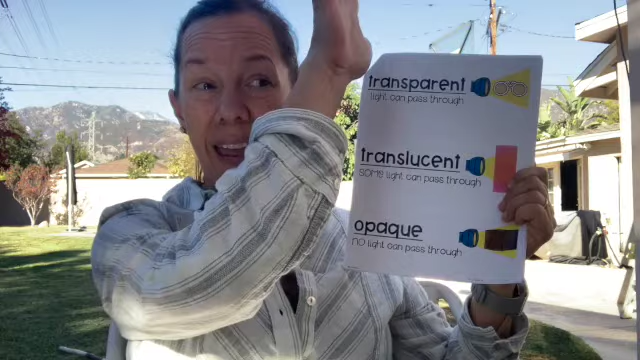 transparent
light can pass through
translucent
SOME light can pass through
opaque
NO light can pass through